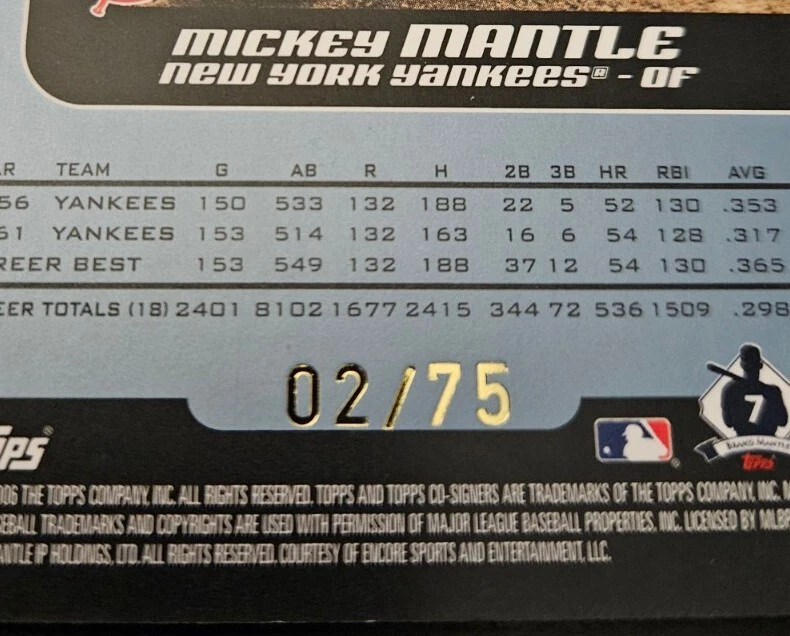 MICKEY MANTLE
NEW YORK YANKEES® - OF
R TEAM G AB R H 2B 3B HR RBI AVG
56 YANKEES 150 533 132 188 22 5 52 130 .353
61 YANKEES 153 514 132 163 16 6 54 128 .317
REER BEST 153 549 132 188 37 12 54 130 .365
EER TOTALS (18) 2401 8102 1677 2415 344 72 536 1509 .298
02/75
7
TOPPS
TOPPS
006 THE TOPPS COMPANY, INC. ALL RIGHTS RESERVED. TOPPS AND TOPPS CO-SIGNERS ARE TRADEMARKS OF THE TOPPS COMPANY, INC. M
SEBALL TRADEMARKS AND COPYRIGHTS ARE USED WITH PERMISSION OF MAJOR LEAGUE BASEBALL PROPERTIES, INC. LICENSED BY MLBP
ANTLE IP HOLDINGS, LTD. ALL RIGHTS RESERVED. COURTESY OF ENCORE SPORTS AND ENTERTAINMENT, LLC.